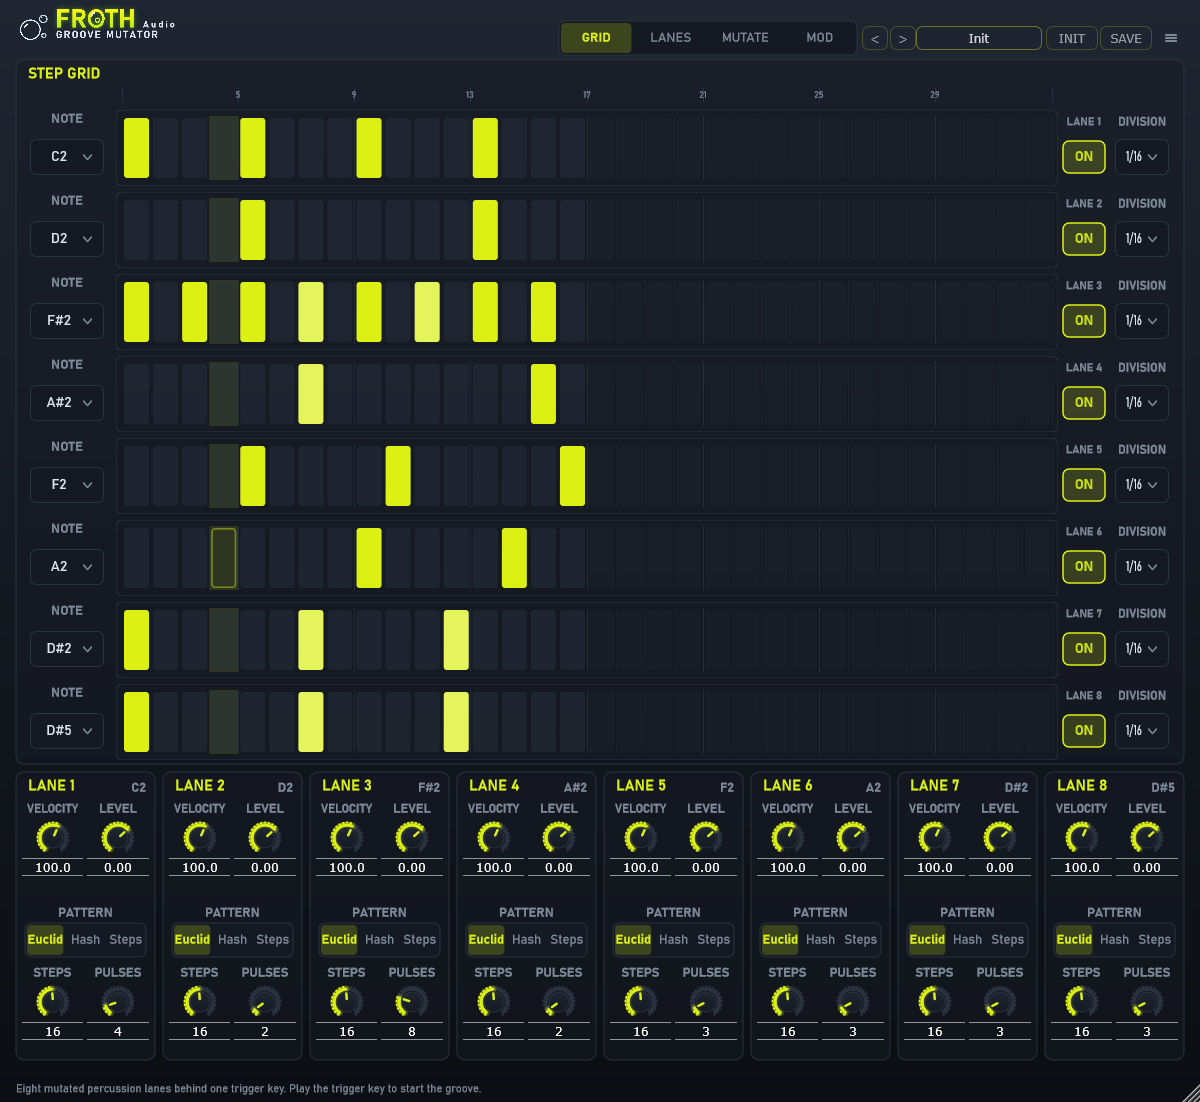 FROTH Audio
GROOVE MUTATOR
GRID LANES MUTATE MOD < > Init INIT SAVE
STEP GRID
5 9 13 17 21 25 29
NOTE LANE 1 DIVISION
C2 ON 1/16
NOTE LANE 2 DIVISION
D2 ON 1/16
NOTE LANE 3 DIVISION
F#2 ON 1/16
NOTE LANE 4 DIVISION
A#2 ON 1/16
NOTE LANE 5 DIVISION
F2 ON 1/16
NOTE LANE 6 DIVISION
A2 ON 1/16
NOTE LANE 7 DIVISION
D#2 ON 1/16
NOTE LANE 8 DIVISION
D#5 ON 1/16
LANE 1 C2 LANE 2 D2 LANE 3 F#2 LANE 4 A#2 LANE 5 F2 LANE 6 A2 LANE 7 D#2 LANE 8 D#5
VELOCITY LEVEL VELOCITY LEVEL VELOCITY LEVEL VELOCITY LEVEL VELOCITY LEVEL VELOCITY LEVEL VELOCITY LEVEL VELOCITY LEVEL
100.0 0.00 100.0 0.00 100.0 0.00 100.0 0.00 100.0 0.00 100.0 0.00 100.0 0.00 100.0 0.00
PATTERN PATTERN PATTERN PATTERN PATTERN PATTERN PATTERN PATTERN
Euclid Hash Steps Euclid Hash Steps Euclid Hash Steps Euclid Hash Steps Euclid Hash Steps Euclid Hash Steps Euclid Hash Steps Euclid Hash Steps
STEPS PULSES STEPS PULSES STEPS PULSES STEPS PULSES STEPS PULSES STEPS PULSES STEPS PULSES STEPS PULSES
16 4 16 2 16 8 16 2 16 3 16 3 16 3 16 3
Eight mutated percussion lanes behind one trigger key. Play the trigger key to start the groove.